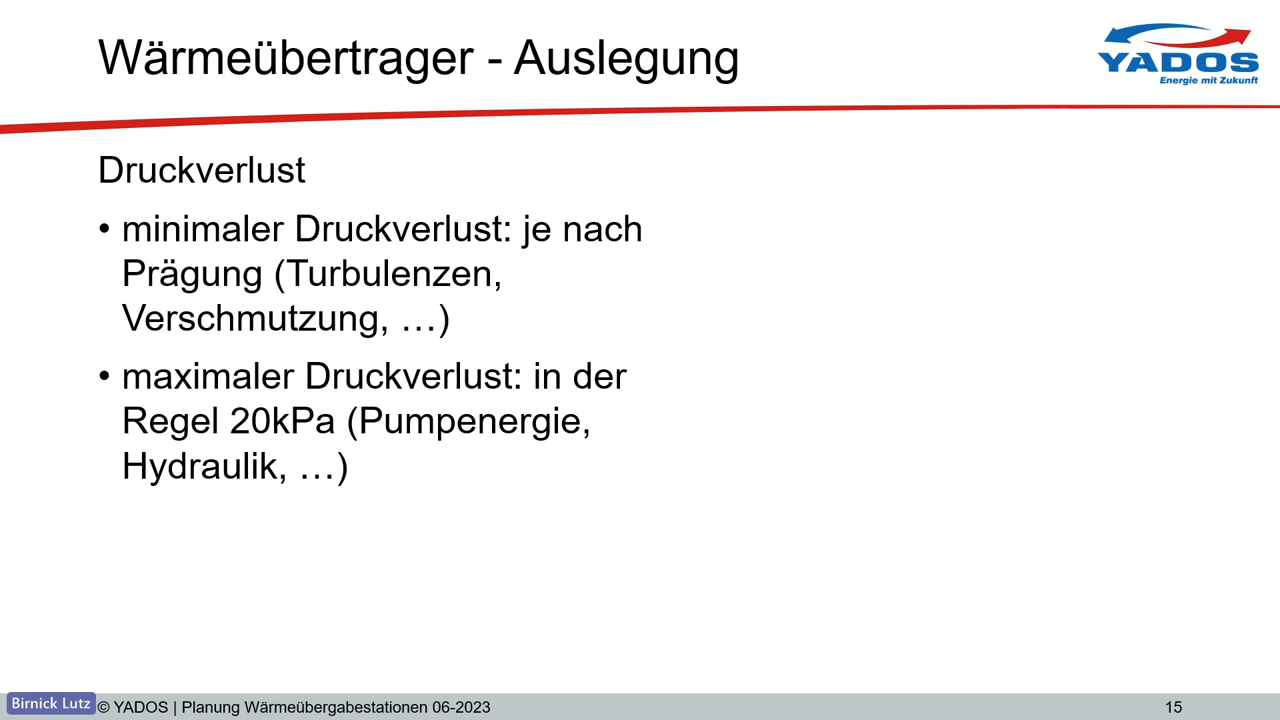 Wärmeübertrager - Auslegung
YADOS
Energie mit Zukunft
Druckverlust
• minimaler Druckverlust: je nach
Prägung (Turbulenzen,
Verschmutzung, …)
• maximaler Druckverlust: in der
Regel 20kPa (Pumpenergie,
Hydraulik, …)
Birnick Lutz
© YADOS | Planung Wärmeübergabestationen 06-2023
15